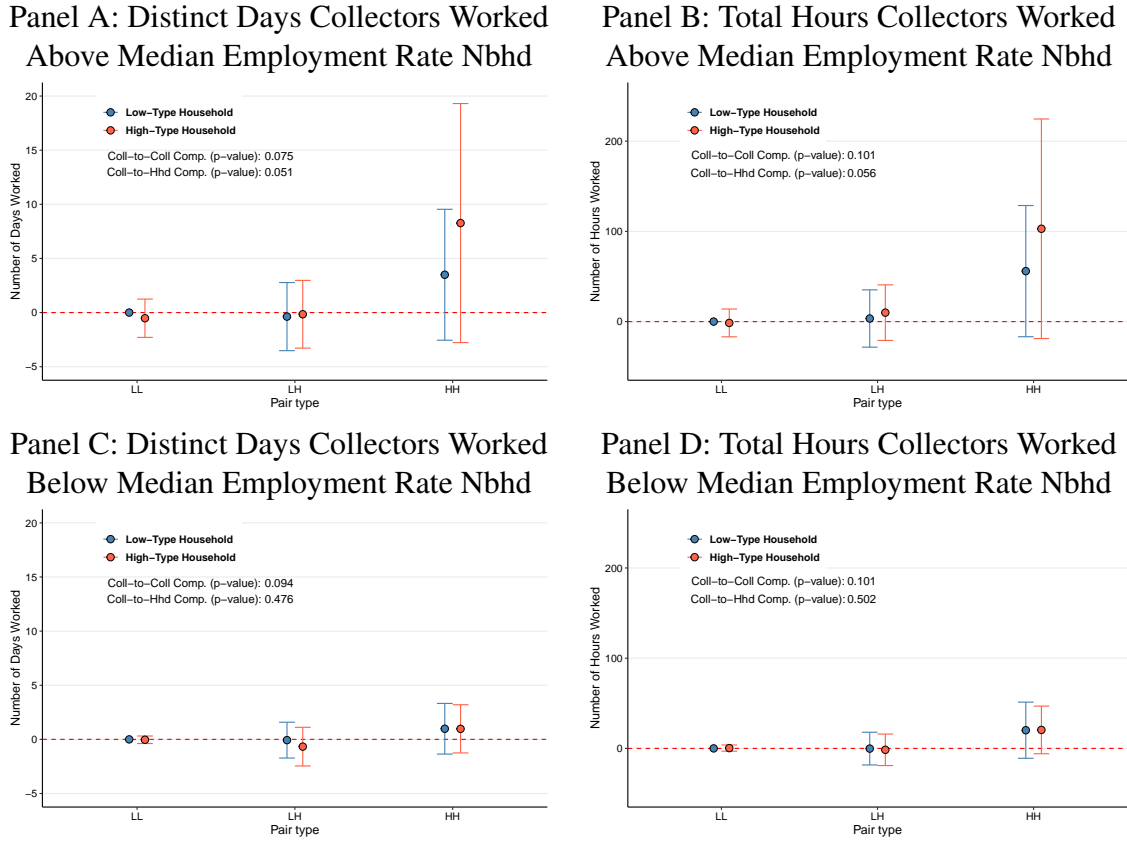 Panel A: Distinct Days Collectors Worked
Above Median Employment Rate Nbhd
20
15
10
5
0
−5
Number of Days Worked
Low−Type Household
High−Type Household
Coll−to−Coll Comp. (p−value): 0.075
Coll−to−Hhd Comp. (p−value): 0.051
LL
LH
HH
Pair type
Panel B: Total Hours Collectors Worked
Above Median Employment Rate Nbhd
200
100
0
Number of Hours Worked
Low−Type Household
High−Type Household
Coll−to−Coll Comp. (p−value): 0.101
Coll−to−Hhd Comp. (p−value): 0.056
LL
LH
HH
Pair type
Panel C: Distinct Days Collectors Worked
Below Median Employment Rate Nbhd
20
15
10
5
0
−5
Number of Days Worked
Low−Type Household
High−Type Household
Coll−to−Coll Comp. (p−value): 0.094
Coll−to−Hhd Comp. (p−value): 0.476
LL
LH
HH
Pair type
Panel D: Total Hours Collectors Worked
Below Median Employment Rate Nbhd
200
100
0
Number of Hours Worked
Low−Type Household
High−Type Household
Coll−to−Coll Comp. (p−value): 0.101
Coll−to−Hhd Comp. (p−value): 0.502
LL
LH
HH
Pair type